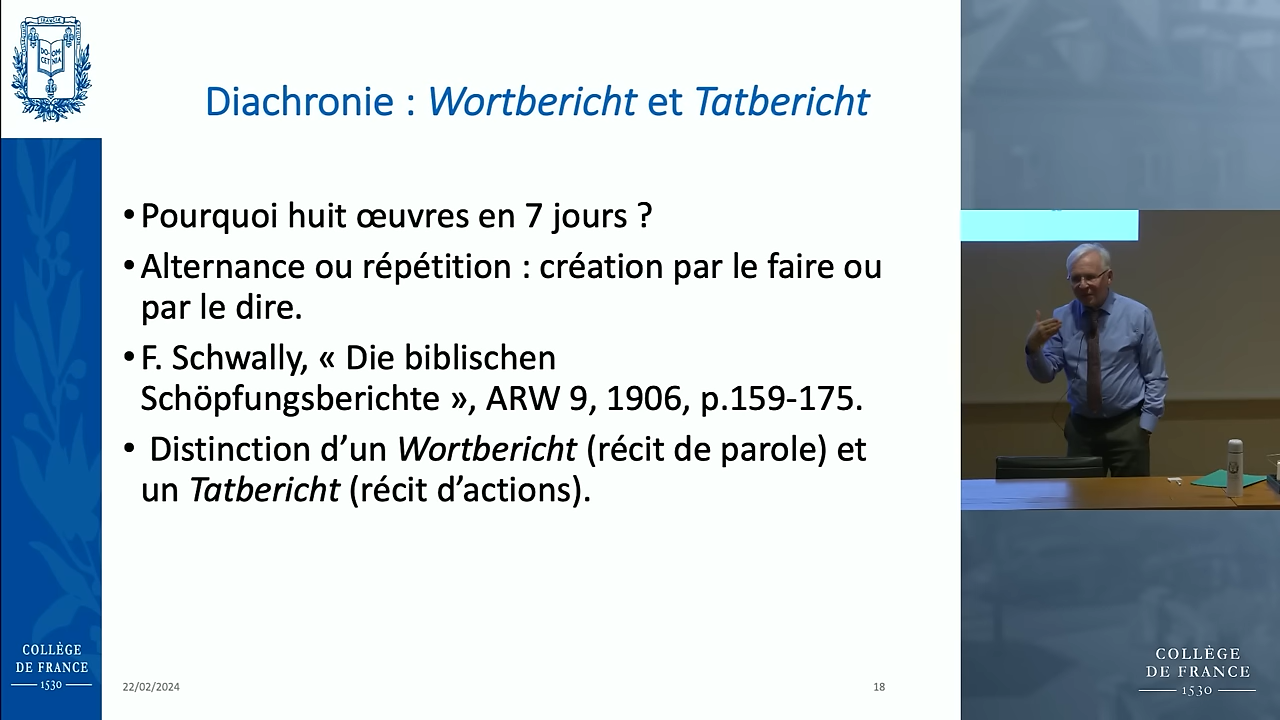 Diachronie : Wortbericht et Tatbericht
• Pourquoi huit œuvres en 7 jours ?
• Alternance ou répétition : création par le faire ou
par le dire.
• F. Schwally, « Die biblischen
Schöpfungsberichte », ARW 9, 1906, p.159-175.
• Distinction d’un Wortbericht (récit de parole) et
un Tatbericht (récit d’actions).
COLLÈGE
DE FRANCE
1530
22/02/2024
18
COLLÈGE
DE FRANCE
1530